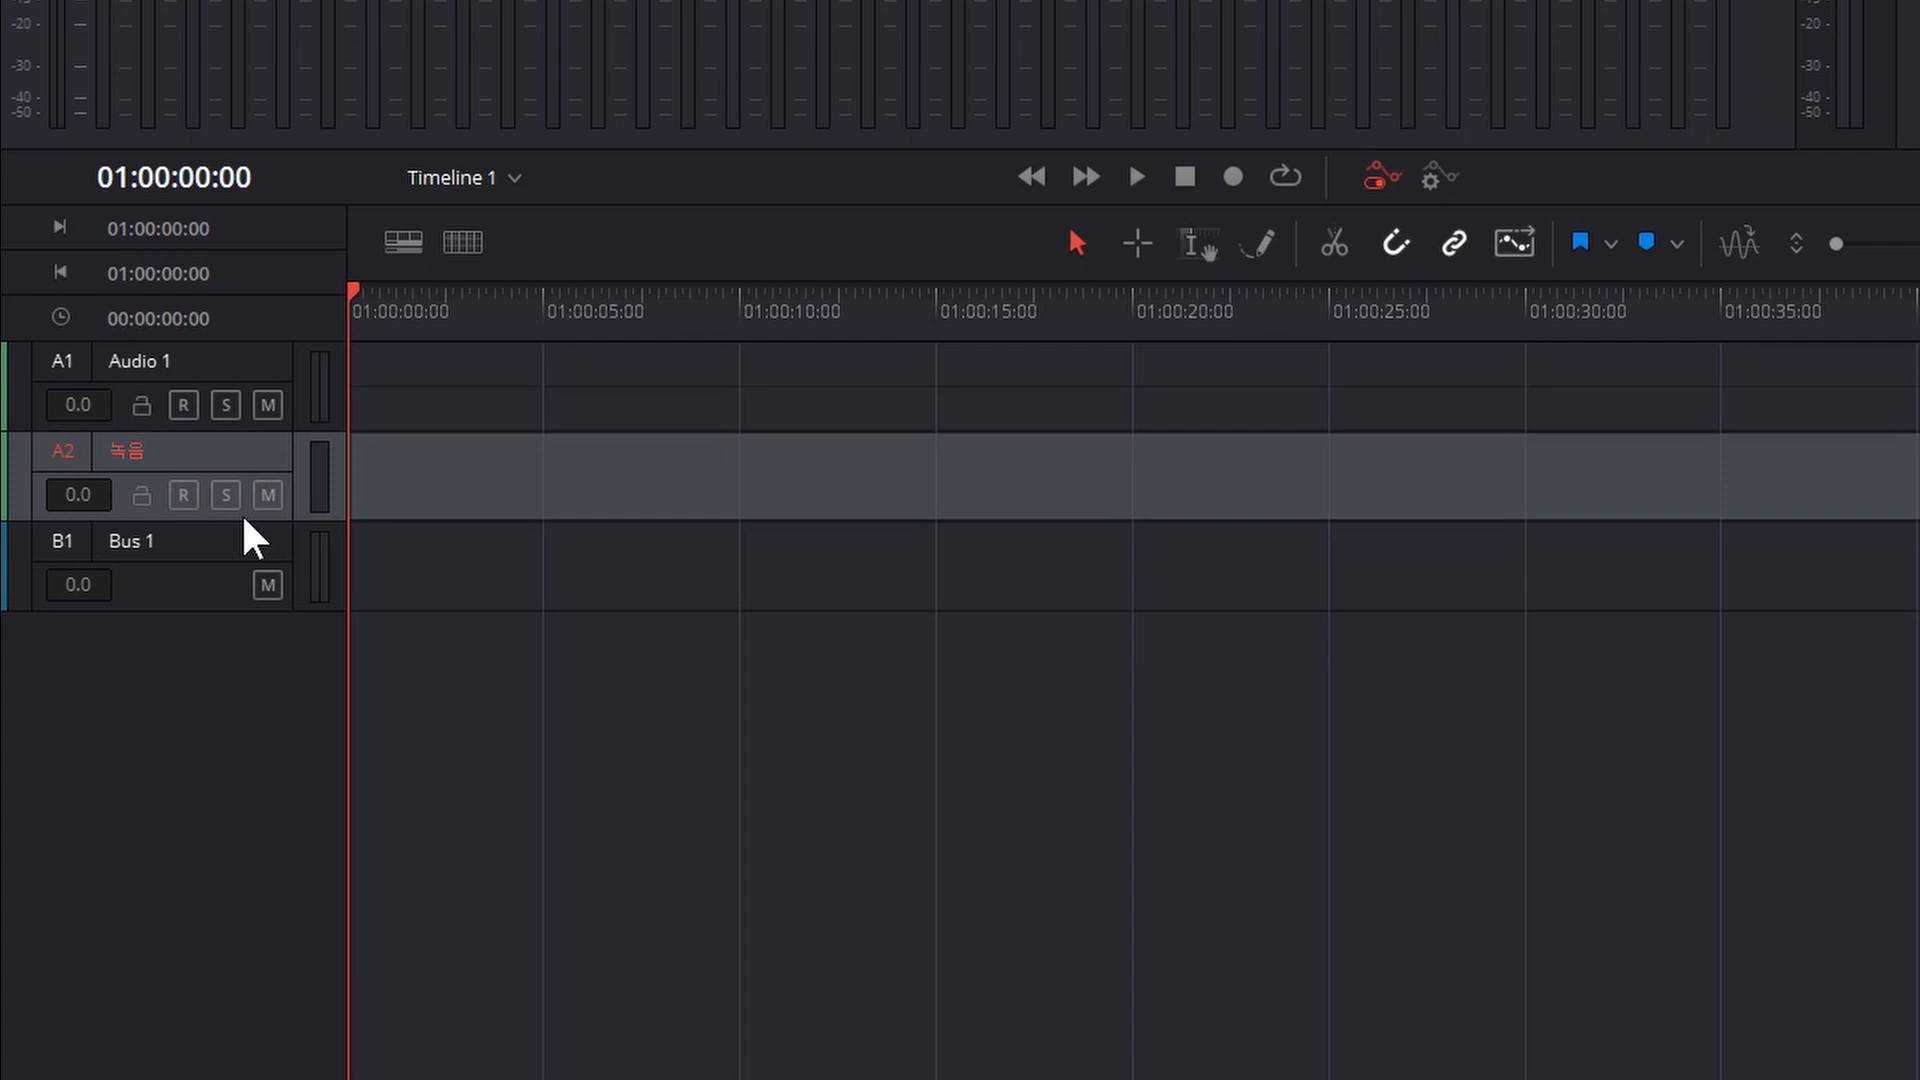 -20 -20
-30 -30
-40 -40
-50 -50
01:00:00:00 Timeline 1
01:00:00:00
01:00:00:00
00:00:00:00
01:00:00:00 01:00:05:00 01:00:10:00 01:00:15:00 01:00:20:00 01:00:25:00 01:00:30:00 01:00:35:00
A1 Audio 1
0.0 R S M
A2 녹음
0.0 R S M
B1 Bus 1
0.0 M